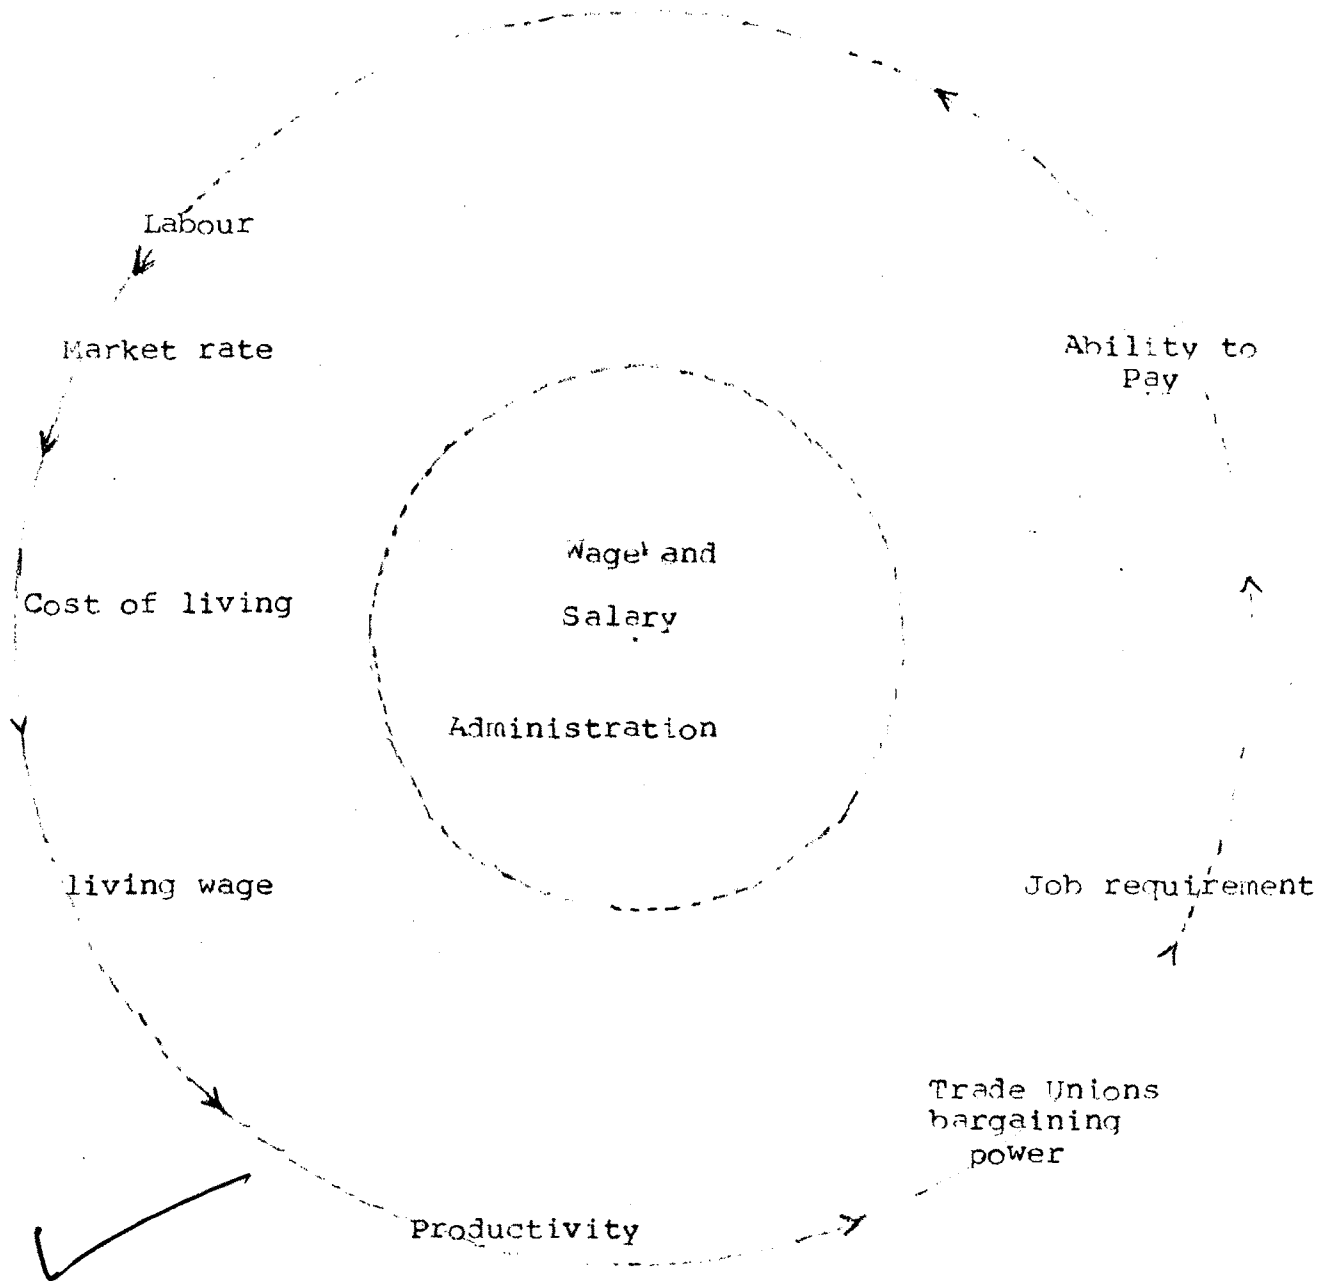 Labour
Market rate
Ability to
Pay
Wage and
Salary
Cost of living
Administration
living wage
Job requirement
Trade Unions
bargaining
power
Productivity